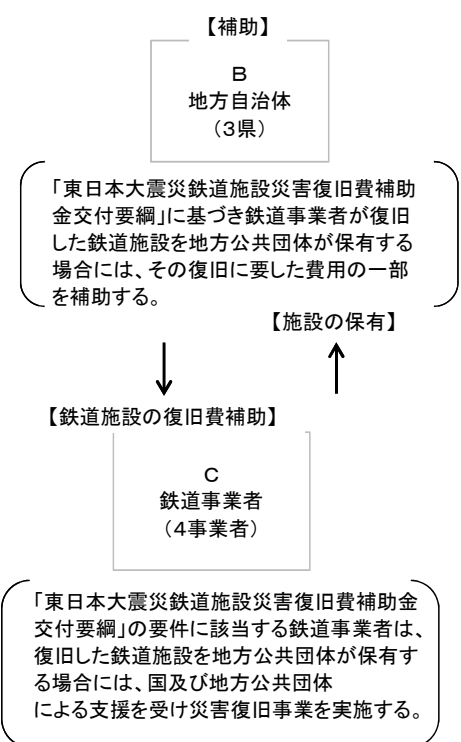 【補助】
B
地方自治体
（3県）
「東日本大震災鉄道施設災害復旧費補助
金交付要綱」に基づき鉄道事業者が復旧
した鉄道施設を地方公共団体が保有する
場合には、その復旧に要した費用の一部
を補助する。
【施設の保有】
【鉄道施設の復旧費補助】
C
鉄道事業者
（4事業者）
「東日本大震災鉄道施設災害復旧費補助金
交付要綱」の要件に該当する鉄道事業者は、
復旧した鉄道施設を地方公共団体が保有す
る場合には、国及び地方公共団体
による支援を受け災害復旧事業を実施する。